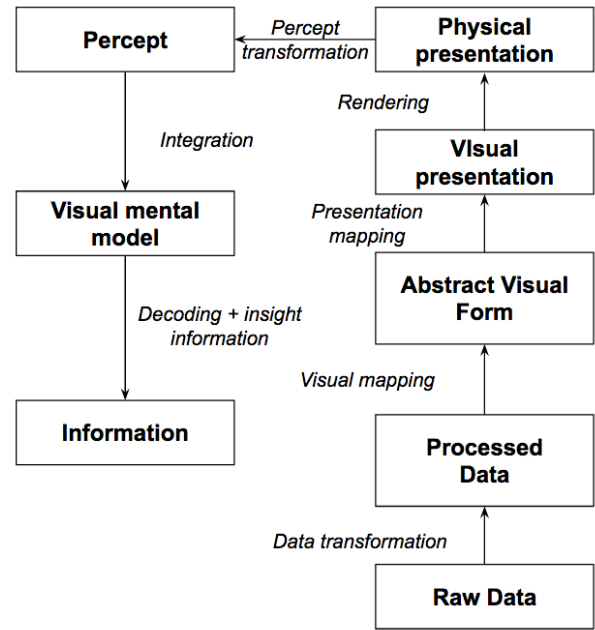 Percept
Percept
transformation
Physical
presentation
Rendering
Integration
VIsual
presentation
Visual mental
model
Presentation
mapping
Abstract Visual
Form
Decoding + insight
information
Visual mapping
Information
Processed
Data
Data transformation
Raw Data